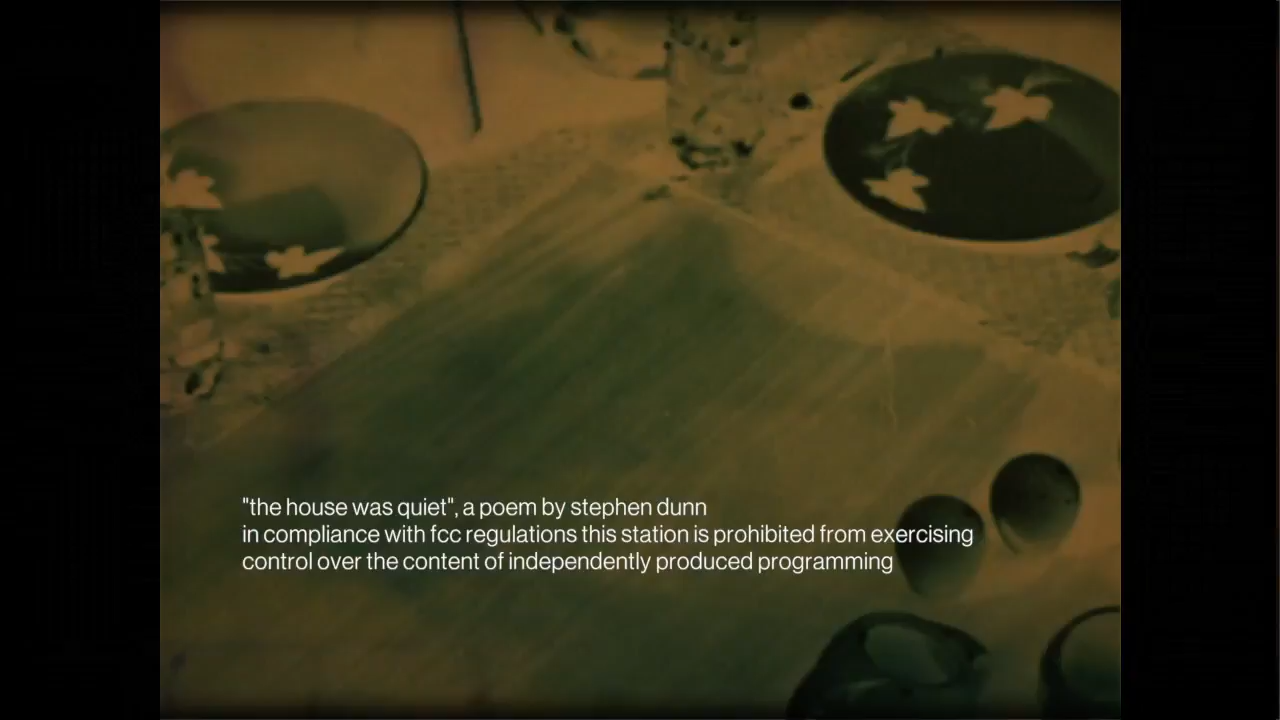 "the house was quiet", a poem by stephen dunn
in compliance with fcc regulations this station is prohibited from exercising
control over the content of independently produced programming